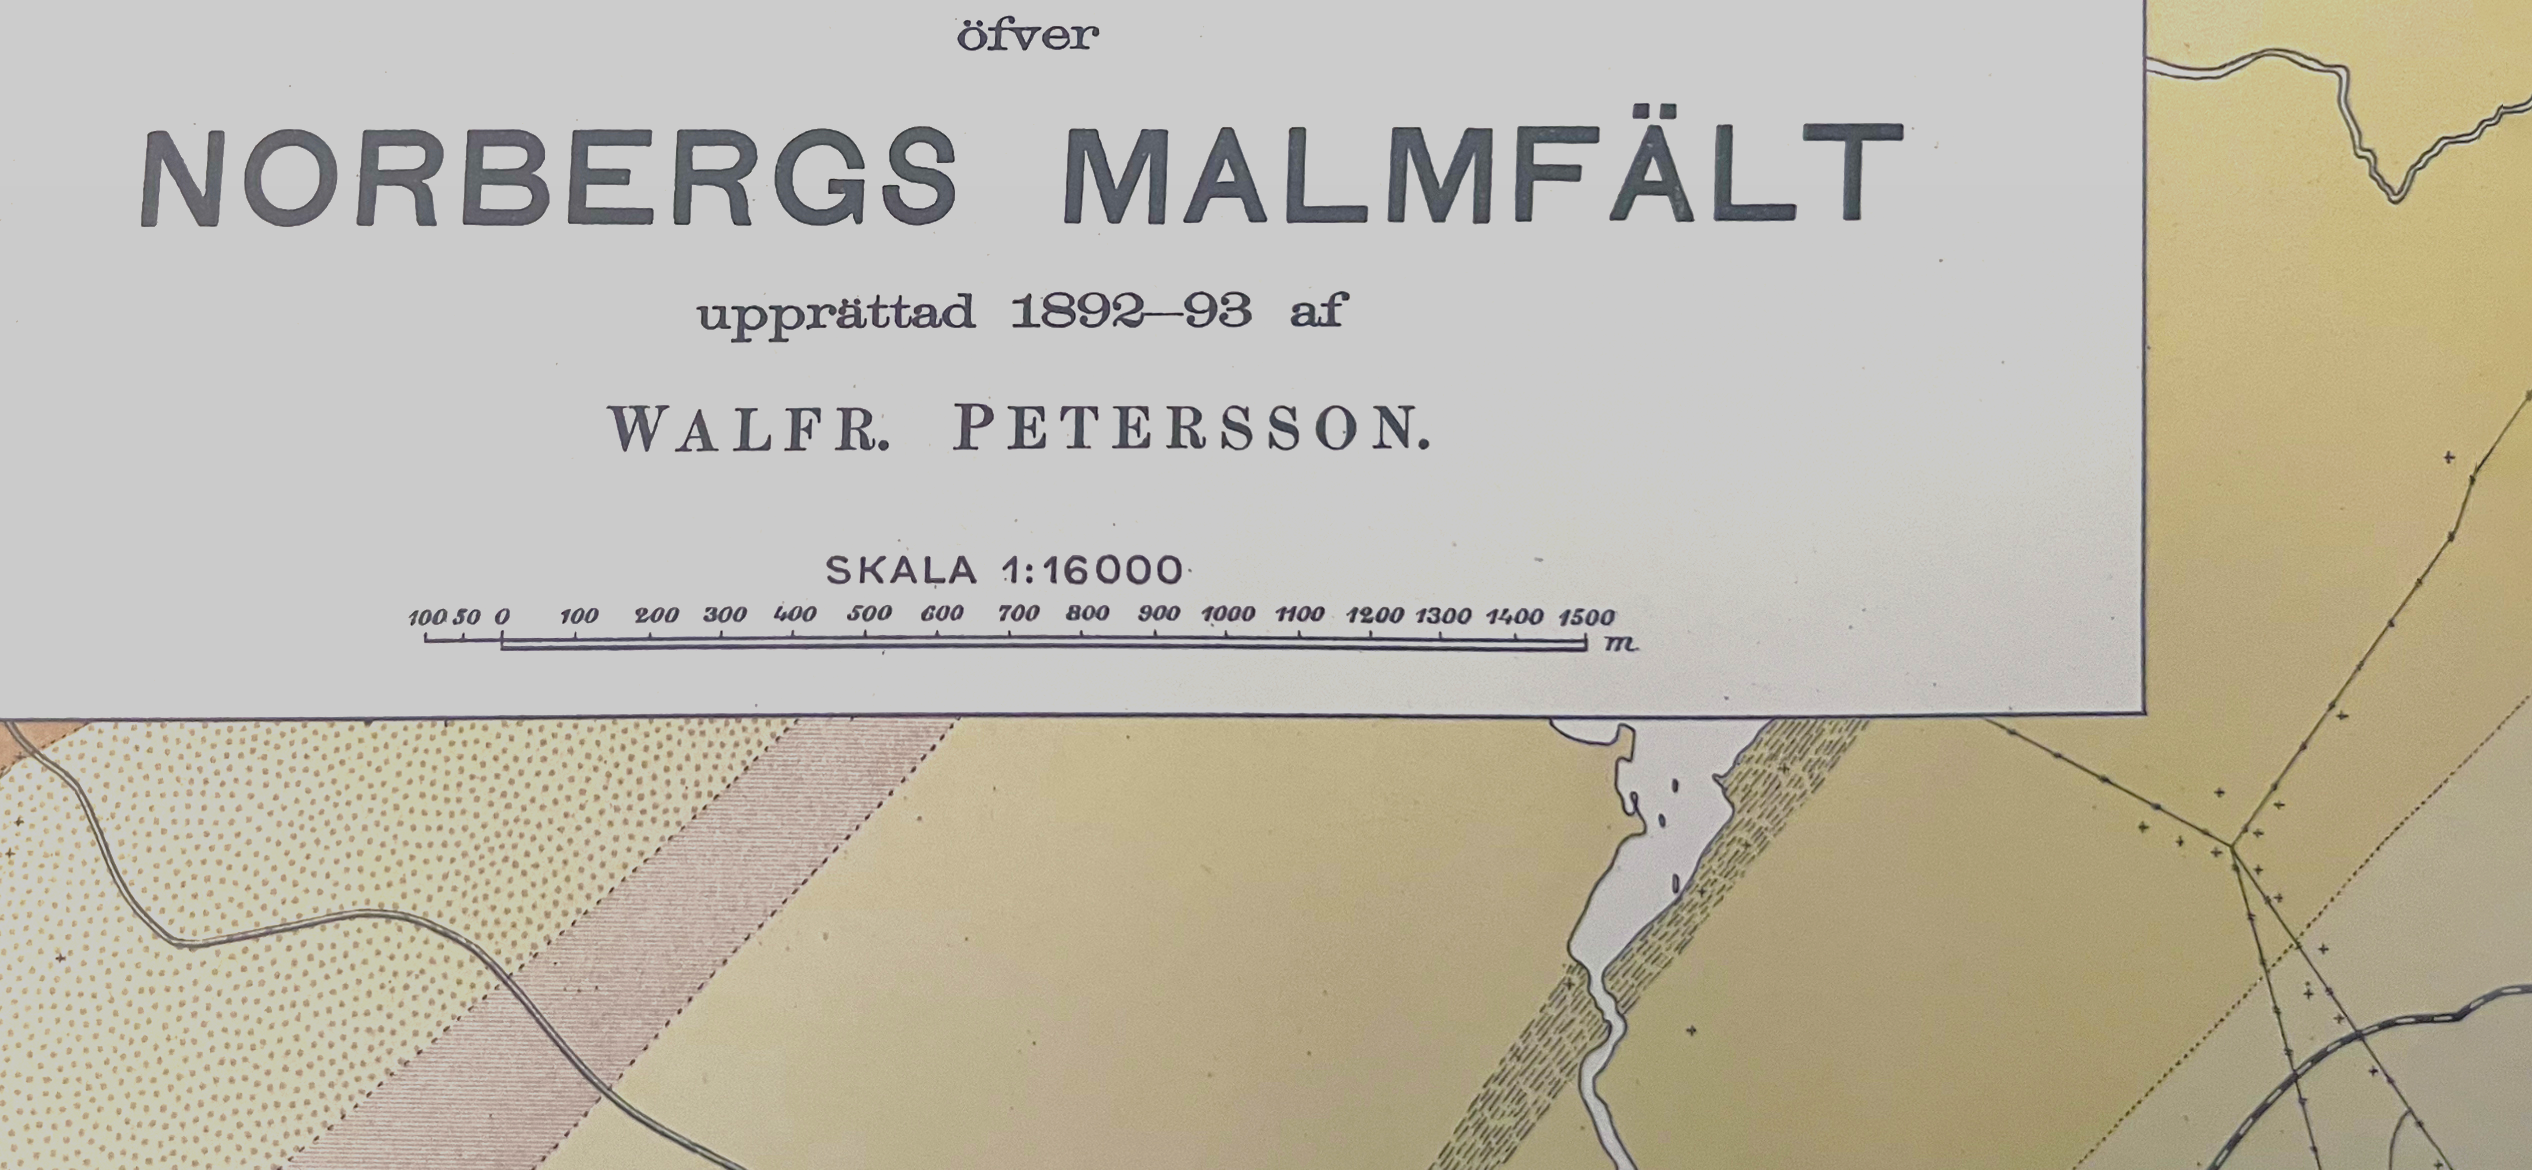 öfver
NORBERGS MALMFÄLT
upprättad 1892–93 af
WALFR. PETERSSON.
SKALA 1:16000
100 50 0 100 200 300 400 500 600 700 800 900 1000 1100 1200 1300 1400 1500
m.